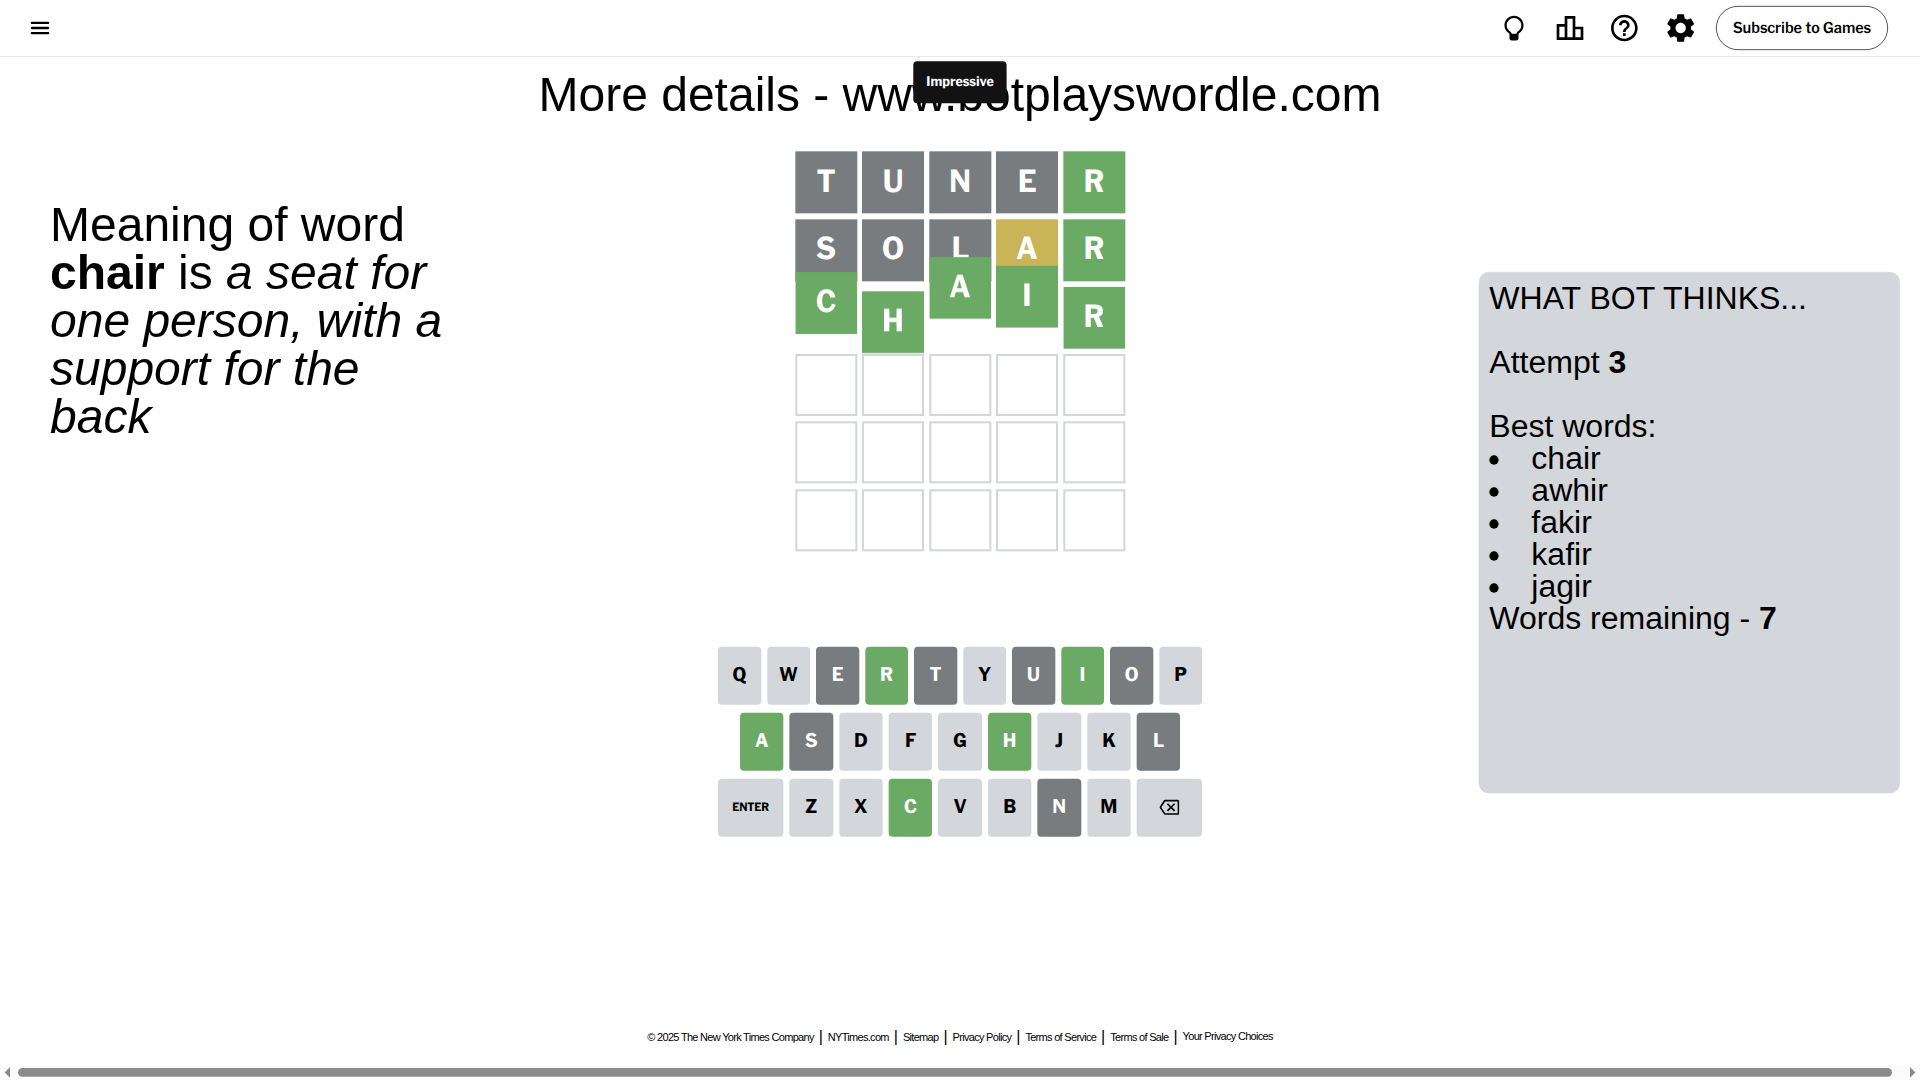 Subscribe to Games
Impressive
More details - www.botplayswordle.com
Meaning of word
chair is a seat for
one person, with a
support for the
back
T U N E R
S O L A R
C H A I R
WHAT BOT THINKS...
Attempt 3
Best words:
• chair
• awhir
• fakir
• kafir
• jagir
Words remaining - 7
Q W E R T Y U I O P
A S D F G H J K L
ENTER Z X C V B N M
© 2025 The New York Times Company | NYTimes.com | Sitemap | Privacy Policy | Terms of Service | Terms of Sale | Your Privacy Choices